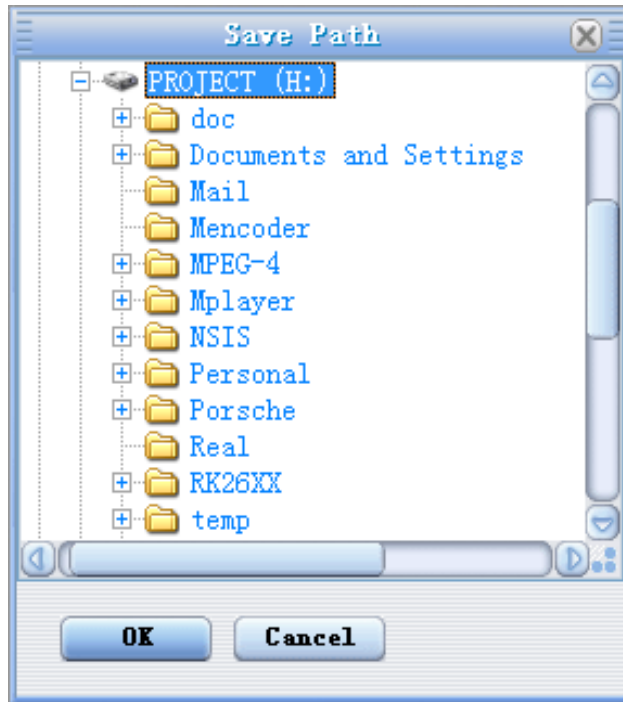 Save Path
PROJECT (H:)
doc
Documents and Settings
Mail
Mencoder
MPEG-4
Mplayer
NSIS
Personal
Porsche
Real
RK26XX
temp
OK
Cancel